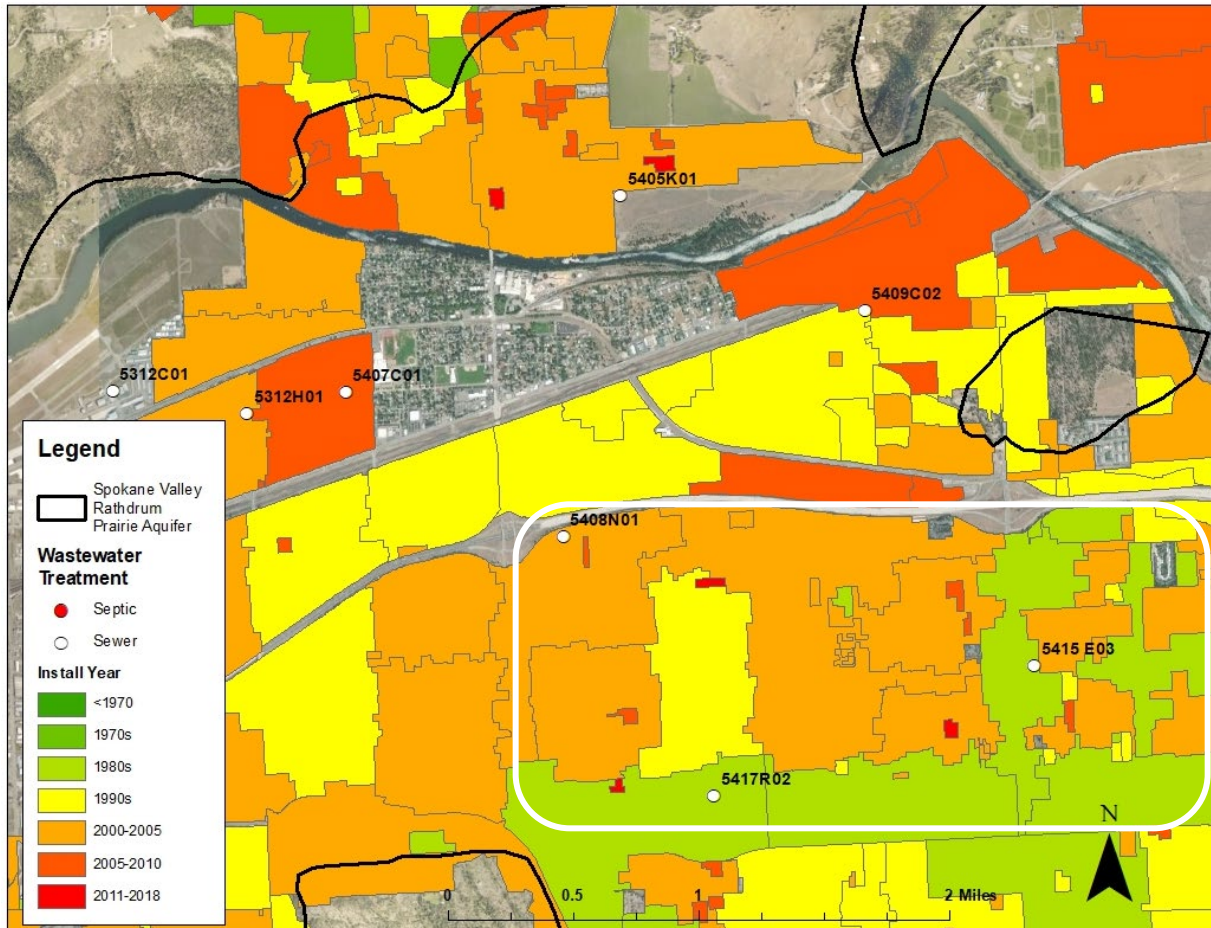 5405K01
5409C02
5312C01
5407C01
5312H01
Legend
Spokane Valley
Rathdrum
Prairie Aquifer
Wastewater
Treatment
Septic
Sewer
Install Year
<1970
1970s
1980s
1990s
2000-2005
2005-2010
2011-2018
5408N01
5415 E03
5417R02
N
0 0.5 1 2 Miles